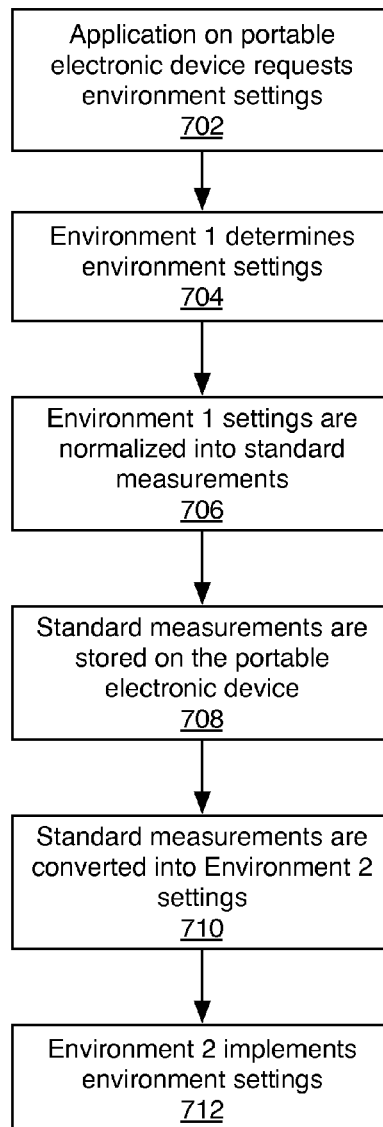 Application on portable
electronic device requests
environment settings
702
Environment 1 determines
environment settings
704
Environment 1 settings are
normalized into standard
measurements
706
Standard measurements are
stored on the portable
electronic device
708
Standard measurements are
converted into Environment 2
settings
710
Environment 2 implements
environment settings
712